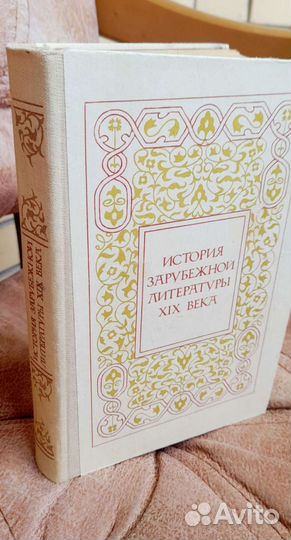 ИСТОРИЯ
ЗАРУБЕЖНОЙ
ЛИТЕРАТУРЫ
XIX ВЕКА
ИСТОРИЯ ЗАРУБЕЖНОЙ
ЛИТЕРАТУРЫ XIX ВЕКА
Avito